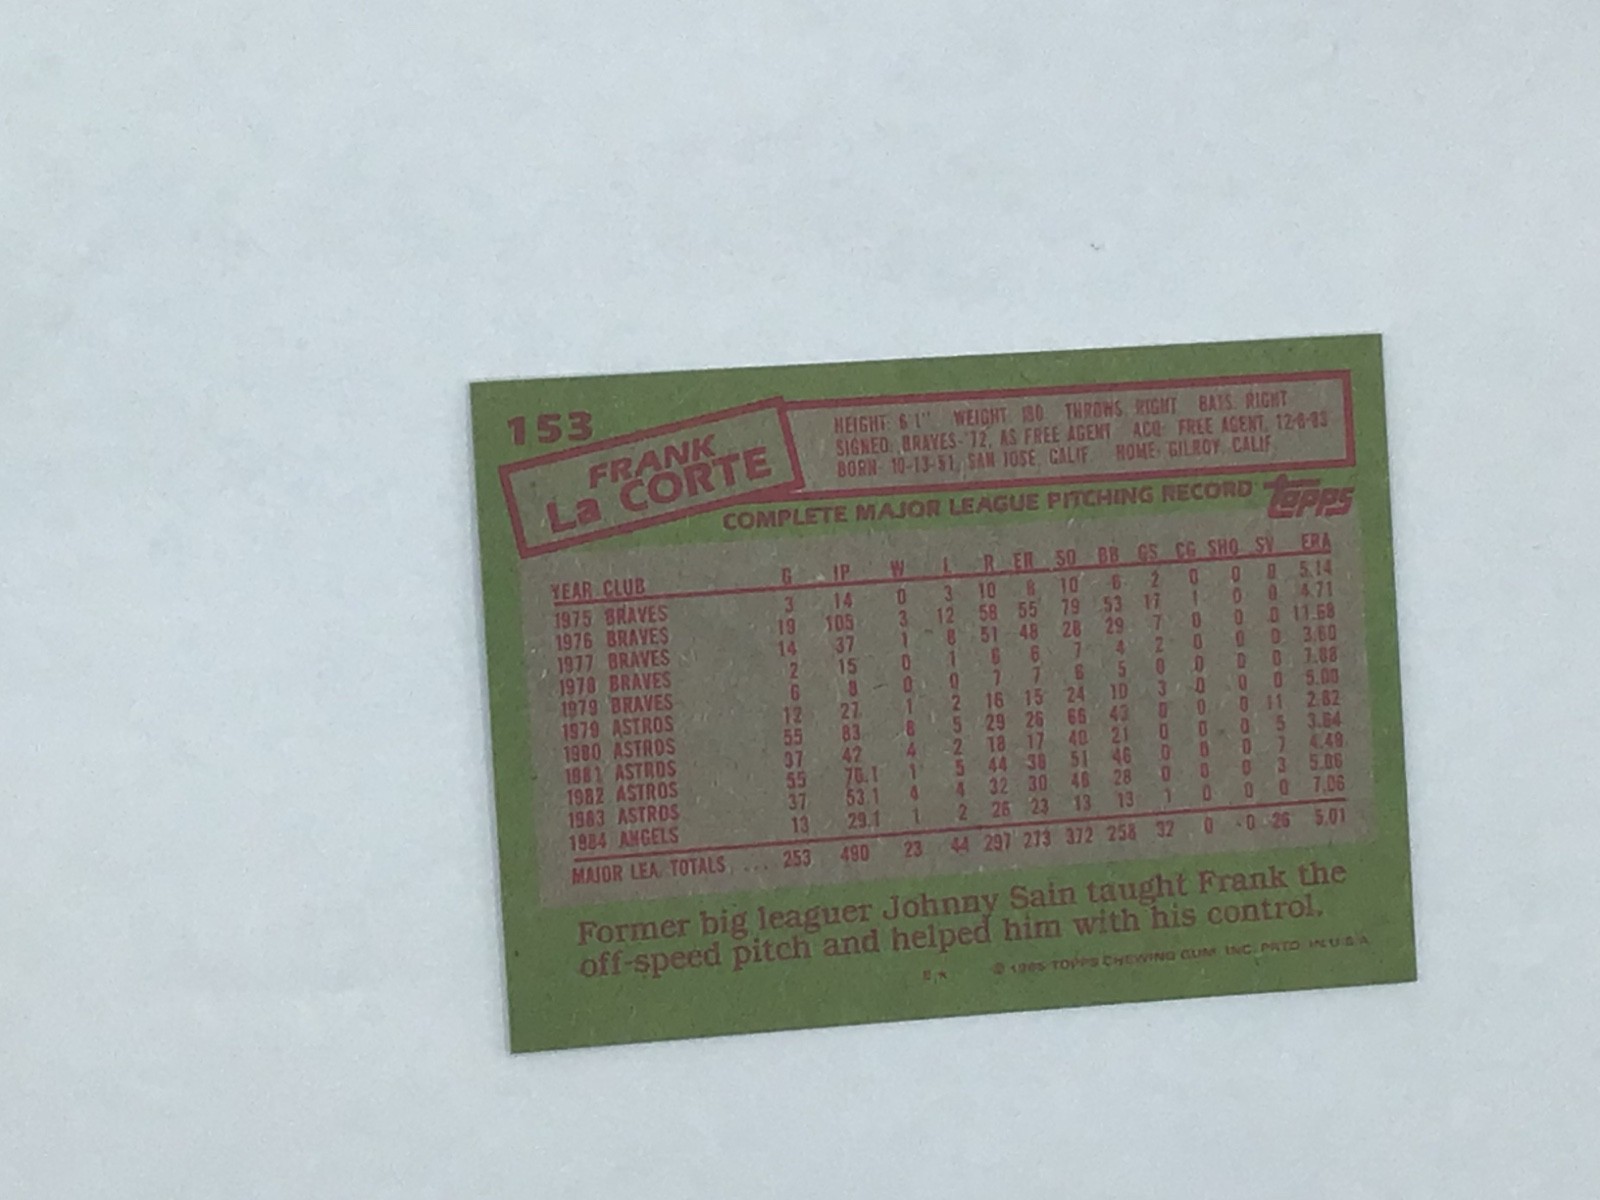 153
FRANK
La CORTE
HEIGHT: 6'1" WEIGHT: 180 THROWS: RIGHT BATS: RIGHT
SIGNED: BRAVES-'72, AS FREE AGENT ACQ: FREE AGENT, 12-8-83
BORN: 10-13-51, SAN JOSE, CALIF. HOME: GILROY, CALIF.
COMPLETE MAJOR LEAGUE PITCHING RECORD topps
YEAR CLUB G IP W L R ER SO BB GS CG SHO SV ERA
1975 BRAVES 3 14 0 3 10 8 10 6 2 0 0 0 5.14
1976 BRAVES 19 105 3 12 58 55 79 53 17 1 0 0 4.71
1977 BRAVES 14 37 1 8 51 48 28 29 7 0 0 0 11.68
1978 BRAVES 2 15 0 1 6 6 7 4 2 0 0 0 3.60
1979 BRAVES 6 8 0 0 7 7 6 5 0 0 0 0 7.88
1979 ASTROS 12 27 1 2 16 15 24 10 3 0 0 0 5.00
1980 ASTROS 55 83 8 5 29 26 66 43 0 0 0 11 2.82
1981 ASTROS 37 42 4 2 18 17 40 21 0 0 0 5 3.64
1982 ASTROS 55 76.1 1 5 44 38 51 46 0 0 0 7 4.48
1983 ASTROS 37 53.1 4 4 32 30 48 28 0 0 0 3 5.06
1984 ANGELS 13 29.1 1 2 26 23 13 13 1 0 0 0 7.06
MAJOR LEA. TOTALS .... 253 490 23 44 297 273 372 258 32 0 0 26 5.01
Former big leaguer Johnny Sain taught Frank the
off-speed pitch and helped him with his control.
© 1985 TOPPS CHEWING GUM, INC. PRTD. IN U.S.A.